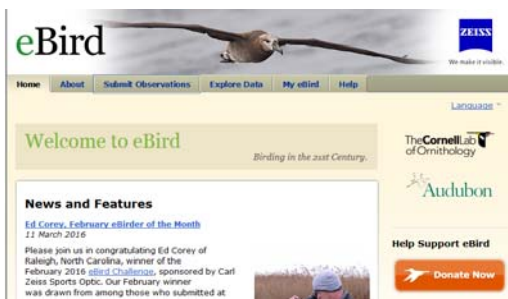 eBird
ZEISS
We make it visible.
Home About Submit Observations Explore Data My eBird Help
Language
Welcome to eBird
Birding in the 21st Century.
TheCornellLab
of Ornithology
Audubon
News and Features
Ed Corey, February eBirder of the Month
11 March 2016
Please join us in congratulating Ed Corey of
Raleigh, North Carolina, winner of the
February 2016 eBird Challenge, sponsored by Carl
Zeiss Sports Optic. Our February winner
was drawn from among those who submitted at
Help Support eBird
Donate Now